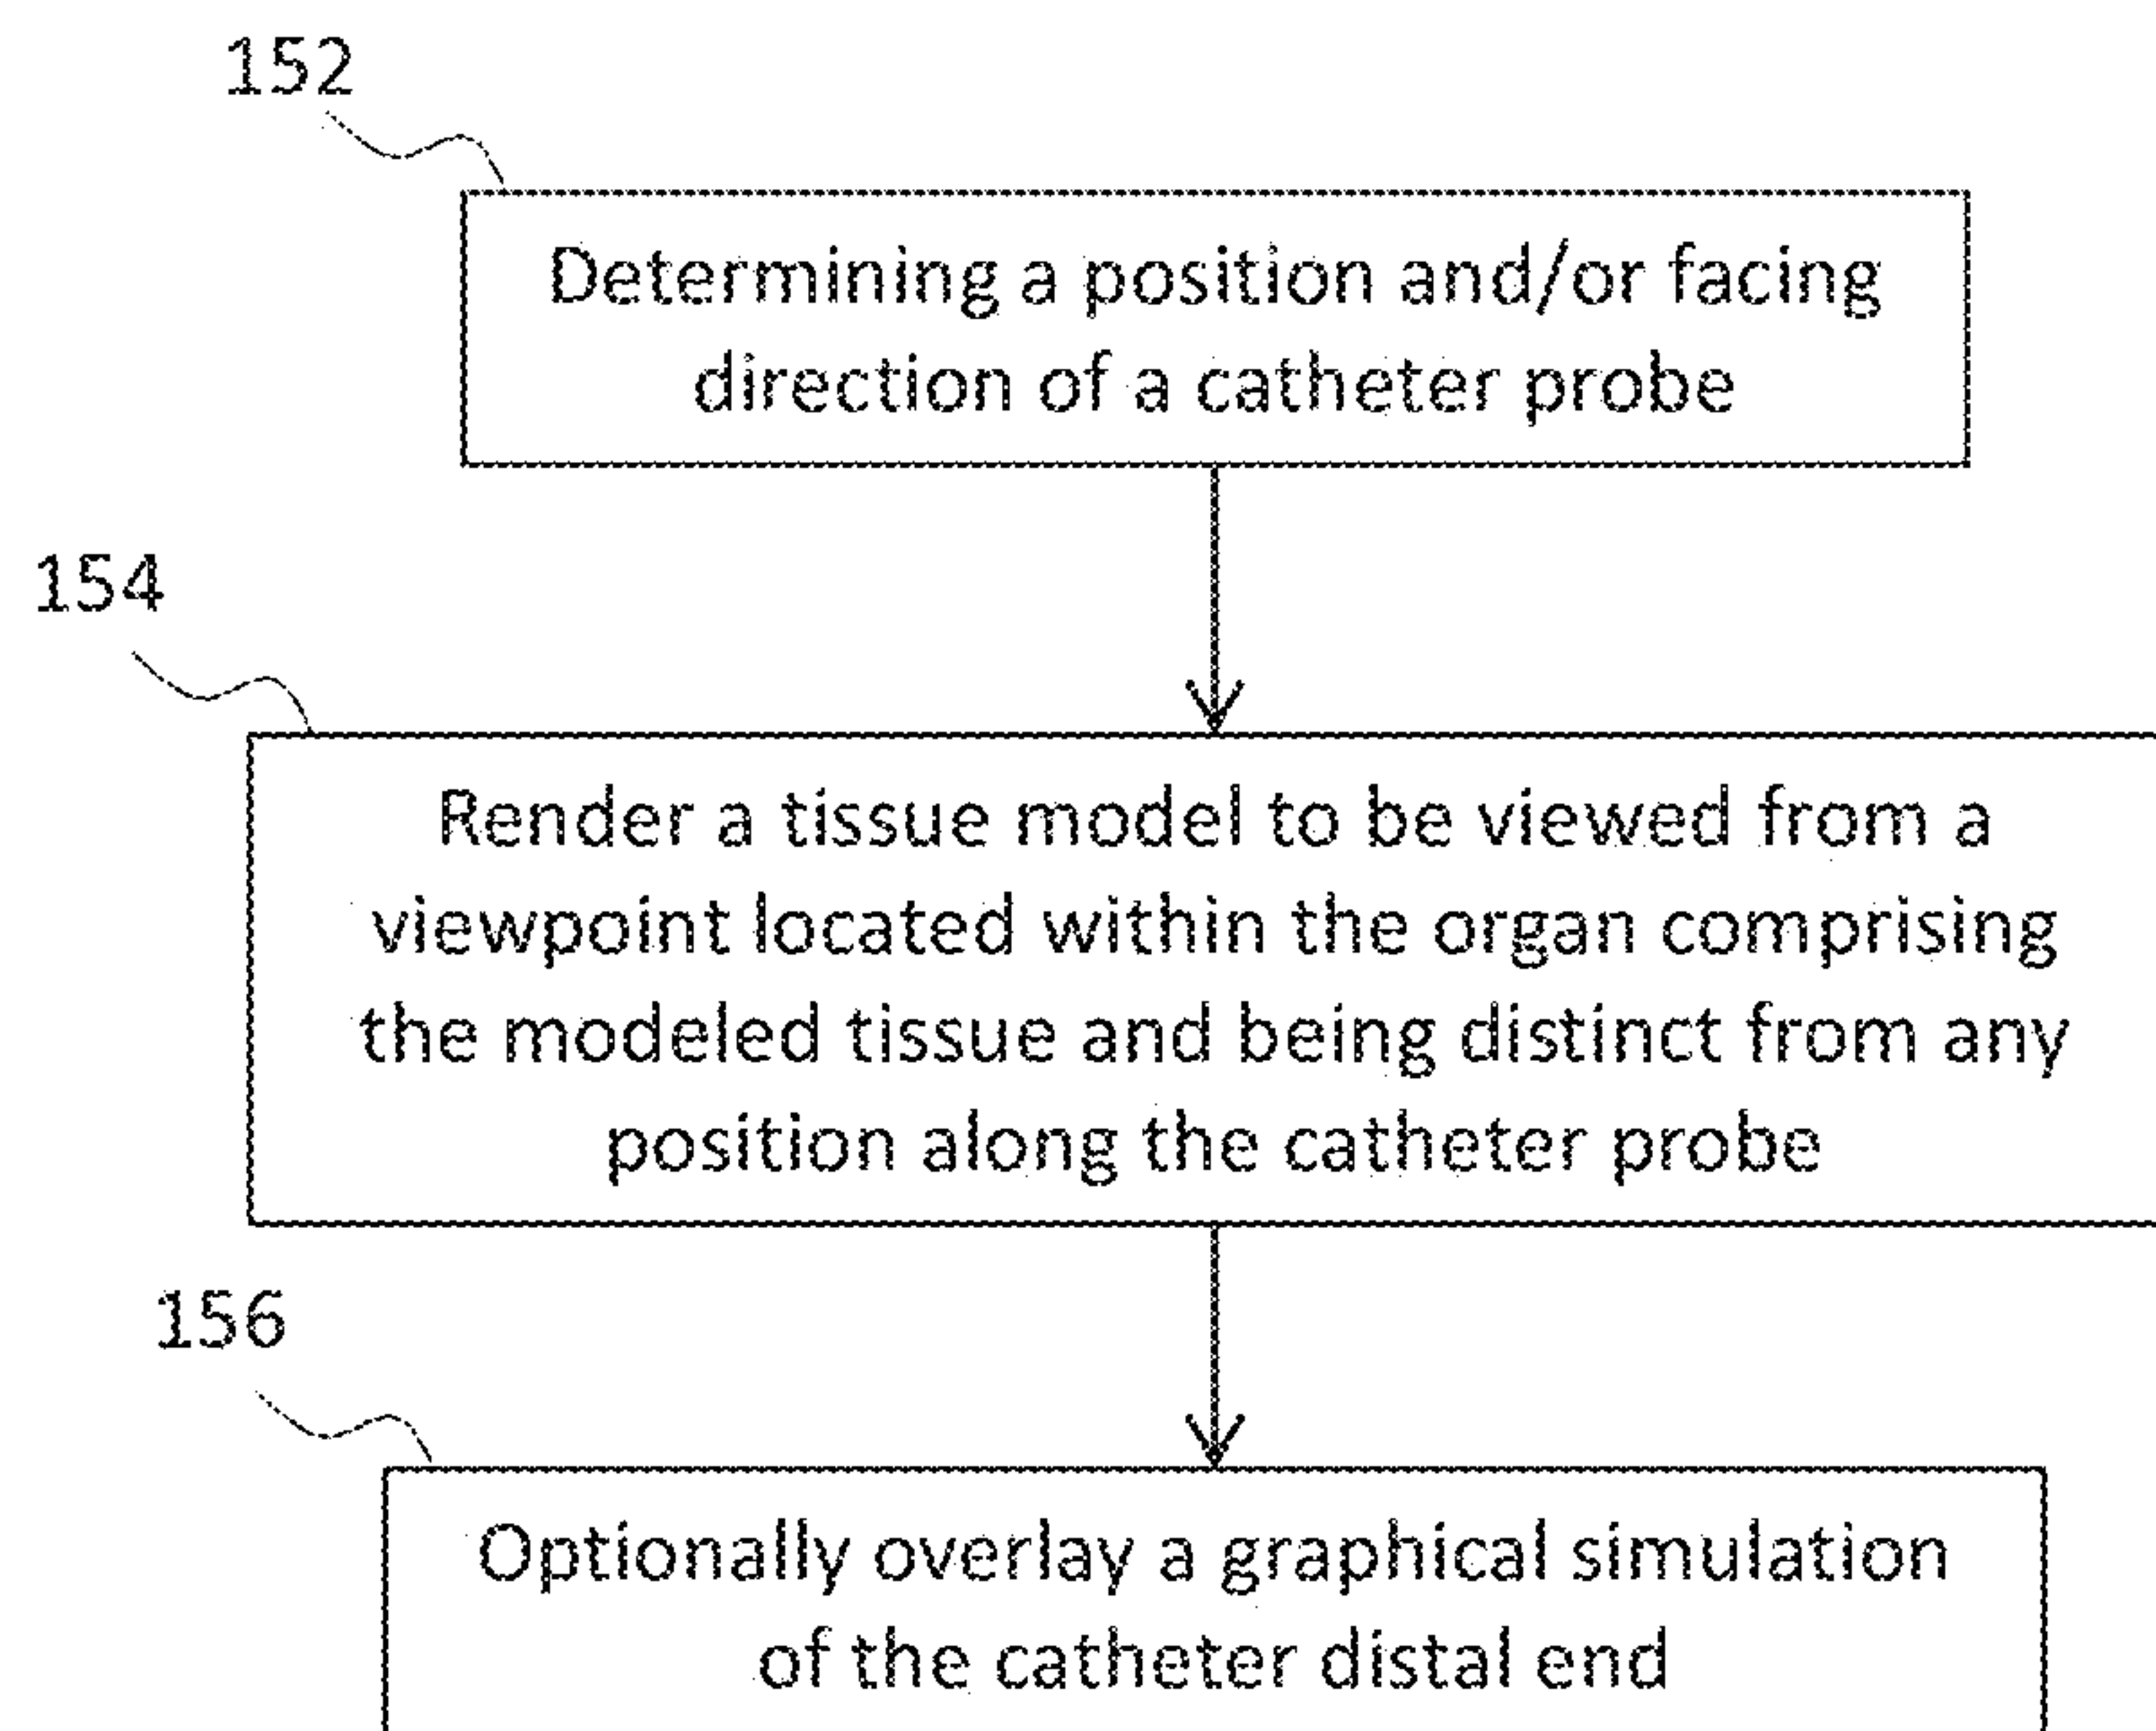 152
Determining a position and/or facing
direction of a catheter probe
154
Render a tissue model to be viewed from a
viewpoint located within the organ comprising
the modeled tissue and being distinct from any
position along the catheter probe
156
Optionally overlay a graphical simulation
of the catheter distal end